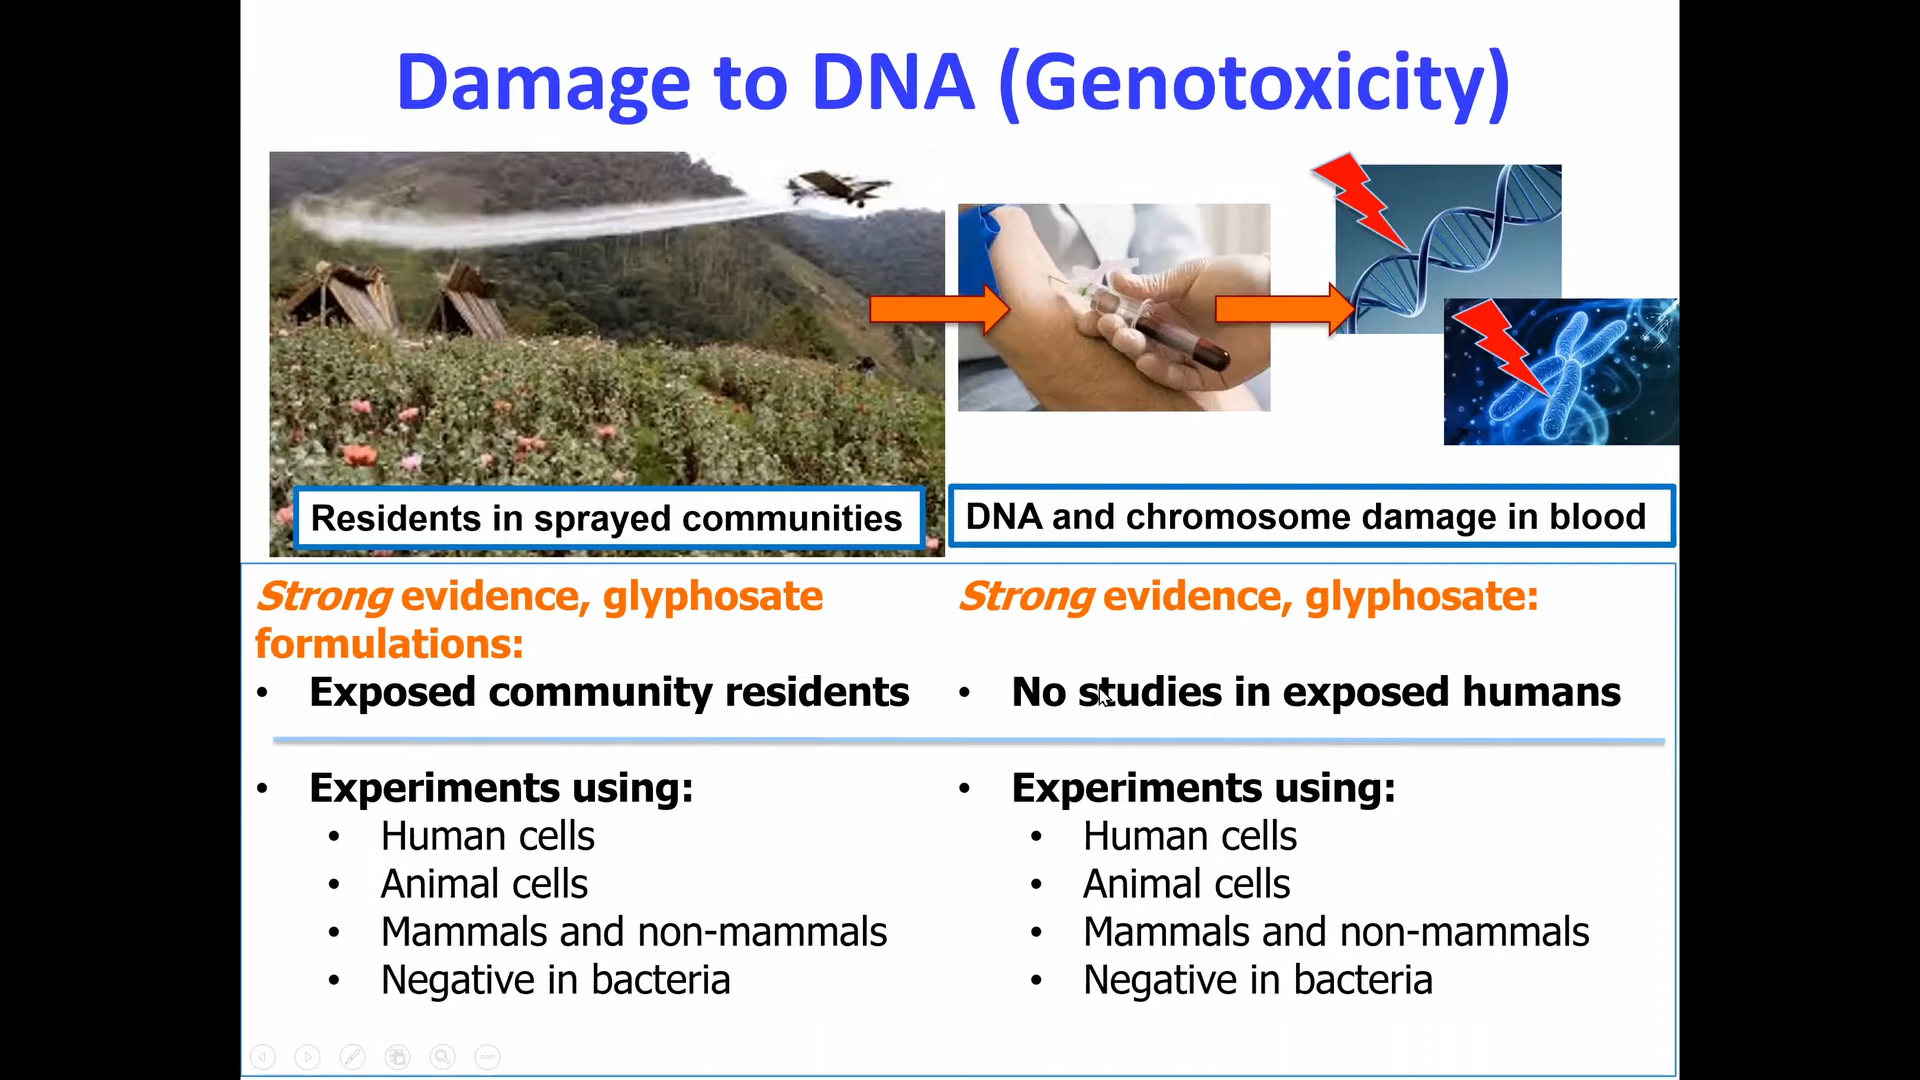 Damage to DNA (Genotoxicity)
Residents in sprayed communities
DNA and chromosome damage in blood
Strong evidence, glyphosate
formulations:
• Exposed community residents
• Experiments using:
• Human cells
• Animal cells
• Mammals and non-mammals
• Negative in bacteria
Strong evidence, glyphosate:
• No studies in exposed humans
• Experiments using:
• Human cells
• Animal cells
• Mammals and non-mammals
• Negative in bacteria